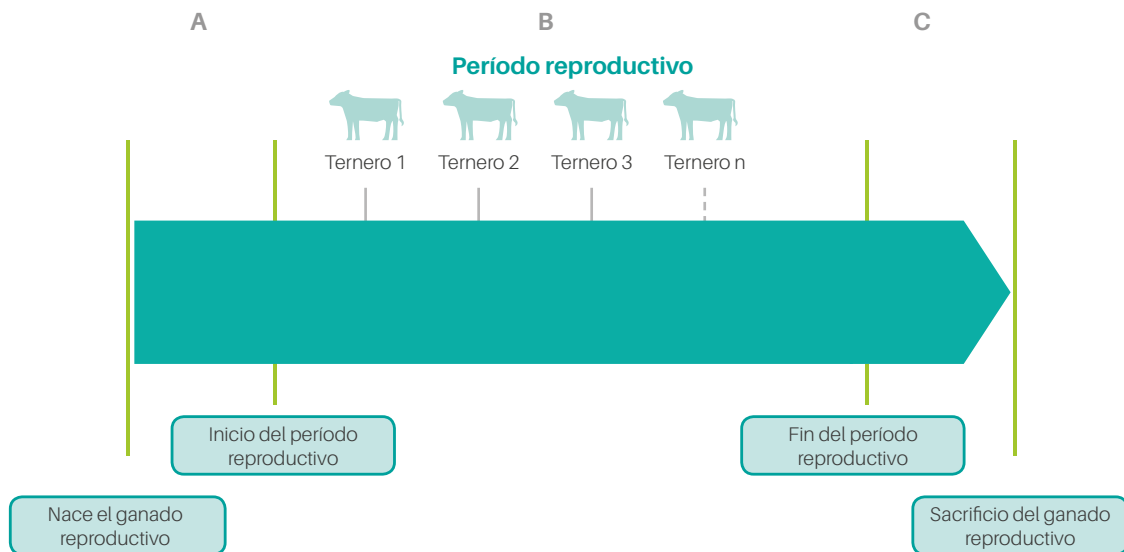 A
B
C
Período reproductivo
Ternero 1
Ternero 2
Ternero 3
Ternero n
Inicio del período
reproductivo
Fin del período
reproductivo
Nace el ganado
reproductivo
Sacrificio del ganado
reproductivo